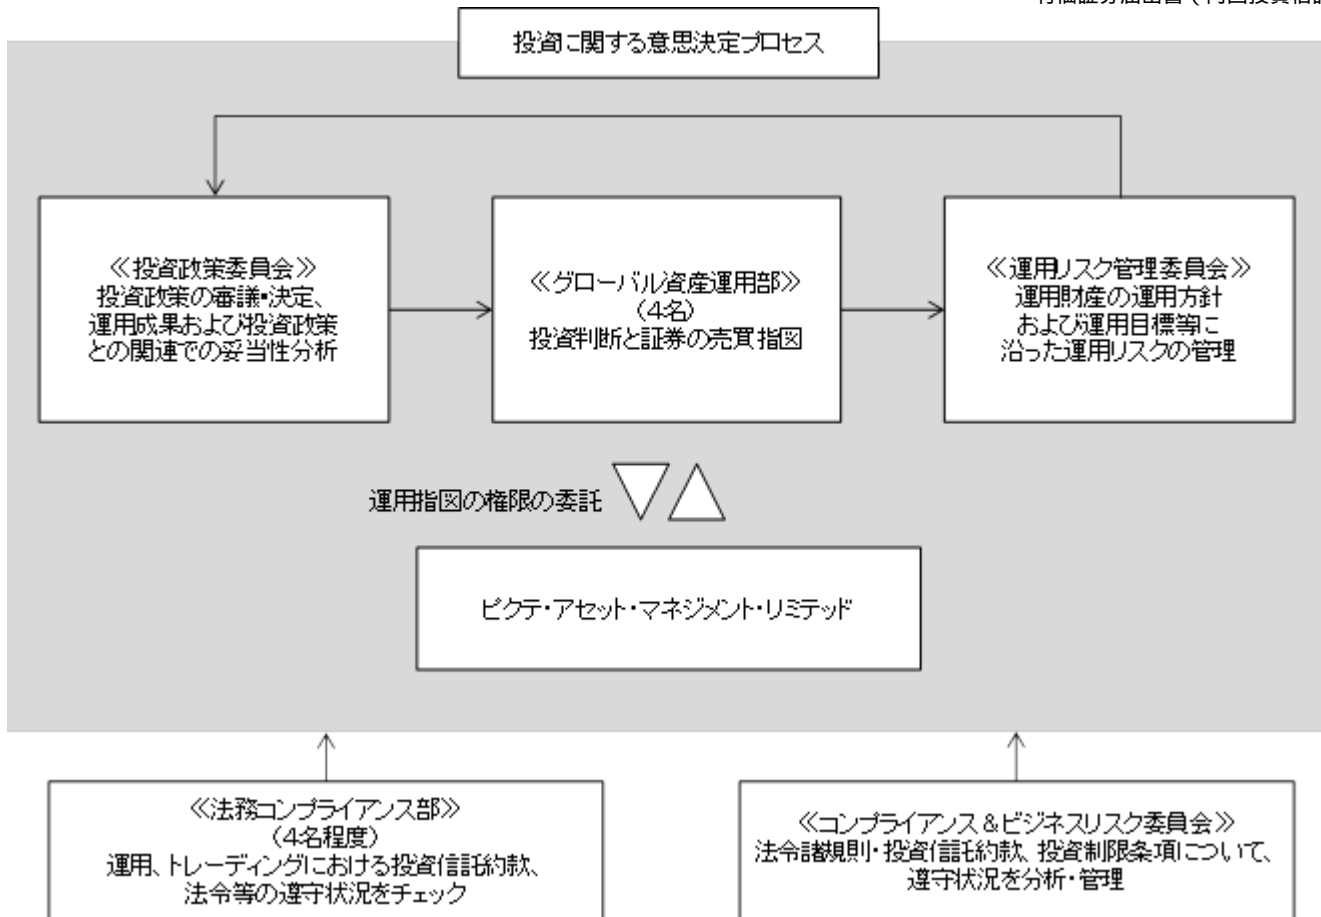 投資に関する意思決定プロセス
≪投資政策委員会≫
投資政策の審議・決定、
運用成果および投資政策
との関連での妥当性分析
≪グローバル資産運用部≫
(4名)
投資判断と証券の売買指図
≪運用リスク管理委員会≫
運用財産の運用方針
および運用目標等に
沿った運用リスクの管理
運用指図の権限の委託
ピクテ・アセット・マネジメント・リミテッド
≪法務コンプライアンス部≫
(4名程度)
運用、トレーディングにおける投資信託約款、
法令等の遵守状況をチェック
≪コンプライアンス&ビジネスリスク委員会≫
法令諸規則・投資信託約款、投資制限条項について、
遵守状況を分析・管理